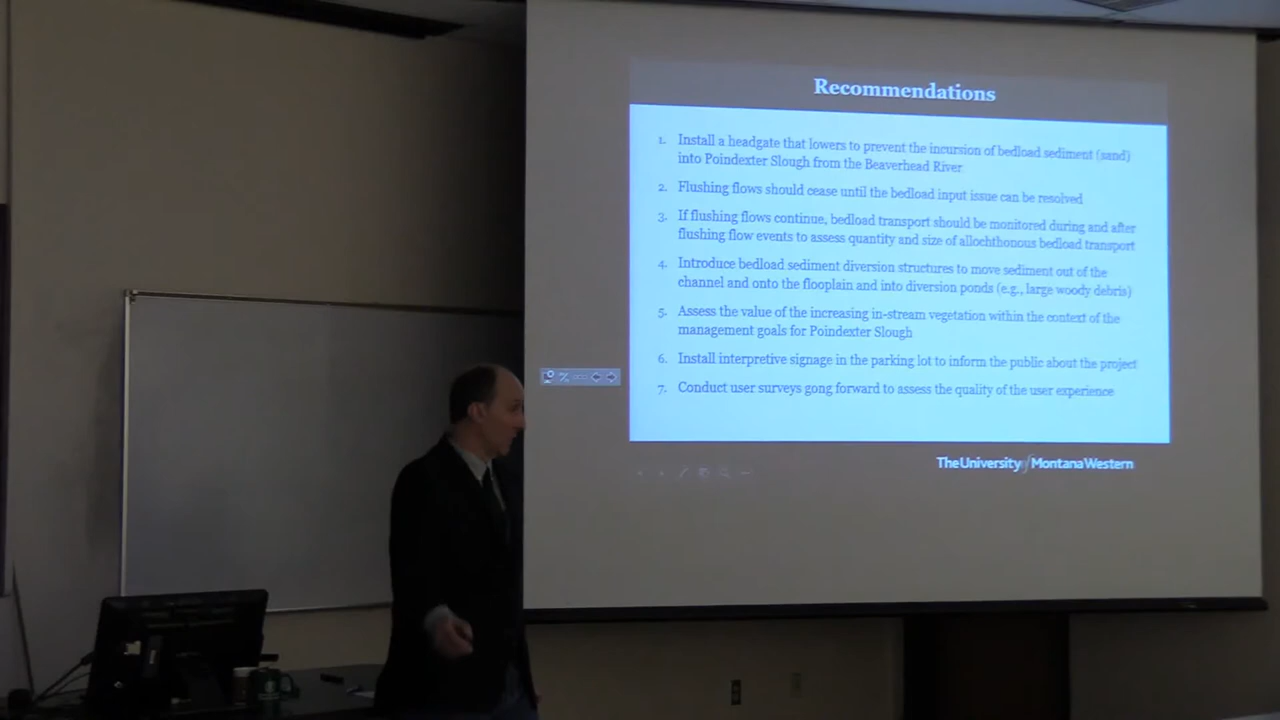 Recommendations
1. Install a headgate that lowers to prevent the incursion of bedload sediment (sand)
into Poindexter Slough from the Beaverhead River
2. Flushing flows should cease until the bedload input issue can be resolved
3. If flushing flows continue, bedload transport should be monitored during and after
flushing flow events to assess quantity and size of allochthonous bedload transport
4. Introduce bedload sediment diversion structures to move sediment out of the
channel and onto the flooplain and into diversion ponds (e.g., large woody debris)
5. Assess the value of the increasing in-stream vegetation within the context of the
management goals for Poindexter Slough
6. Install interpretive signage in the parking lot to inform the public about the project
7. Conduct user surveys gong forward to assess the quality of the user experience
The University of Montana Western